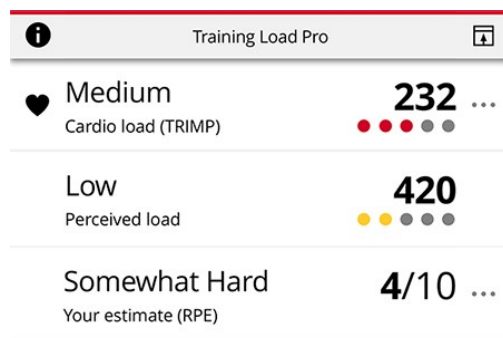 Training Load Pro
Medium 232
Cardio load (TRIMP)
Low 420
Perceived load
Somewhat Hard 4/10
Your estimate (RPE)